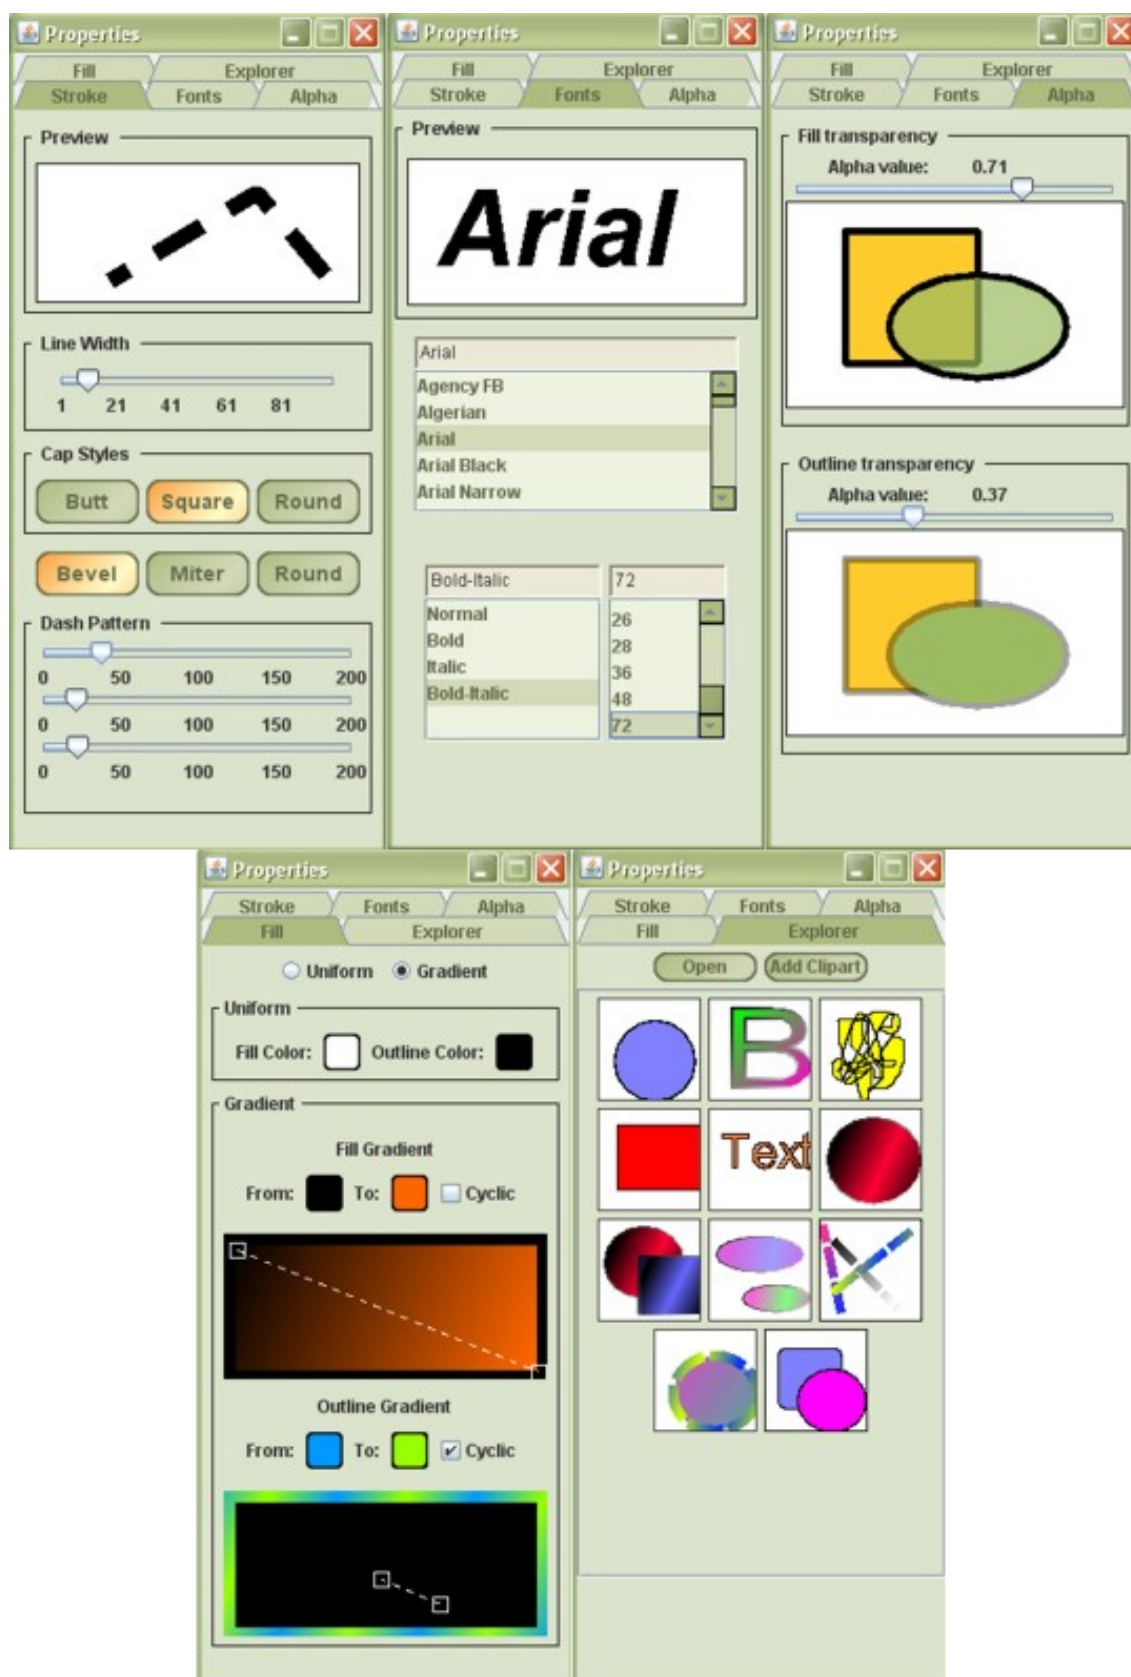 Properties
Fill Explorer
Stroke Fonts Alpha
Preview
Line Width
1 21 41 61 81
Cap Styles
Butt Square Round
Bevel Miter Round
Dash Pattern
0 50 100 150 200
0 50 100 150 200
0 50 100 150 200
Properties
Fill Explorer
Stroke Fonts Alpha
Preview
Arial
Arial
Agency FB
Algerian
Arial
Arial Black
Arial Narrow
Bold-Italic 72
Normal 26
Bold 28
Italic 36
Bold-Italic 48
72
Properties
Fill Explorer
Stroke Fonts Alpha
Fill transparency
Alpha value: 0.71
Outline transparency
Alpha value: 0.37
Properties
Stroke Fonts Alpha
Fill Explorer
Uniform Gradient
Uniform
Fill Color: Outline Color:
Gradient
Fill Gradient
From: To: Cyclic
Outline Gradient
From: To: Cyclic
Properties
Stroke Fonts Alpha
Fill Explorer
Open Add Clipart
B
Text